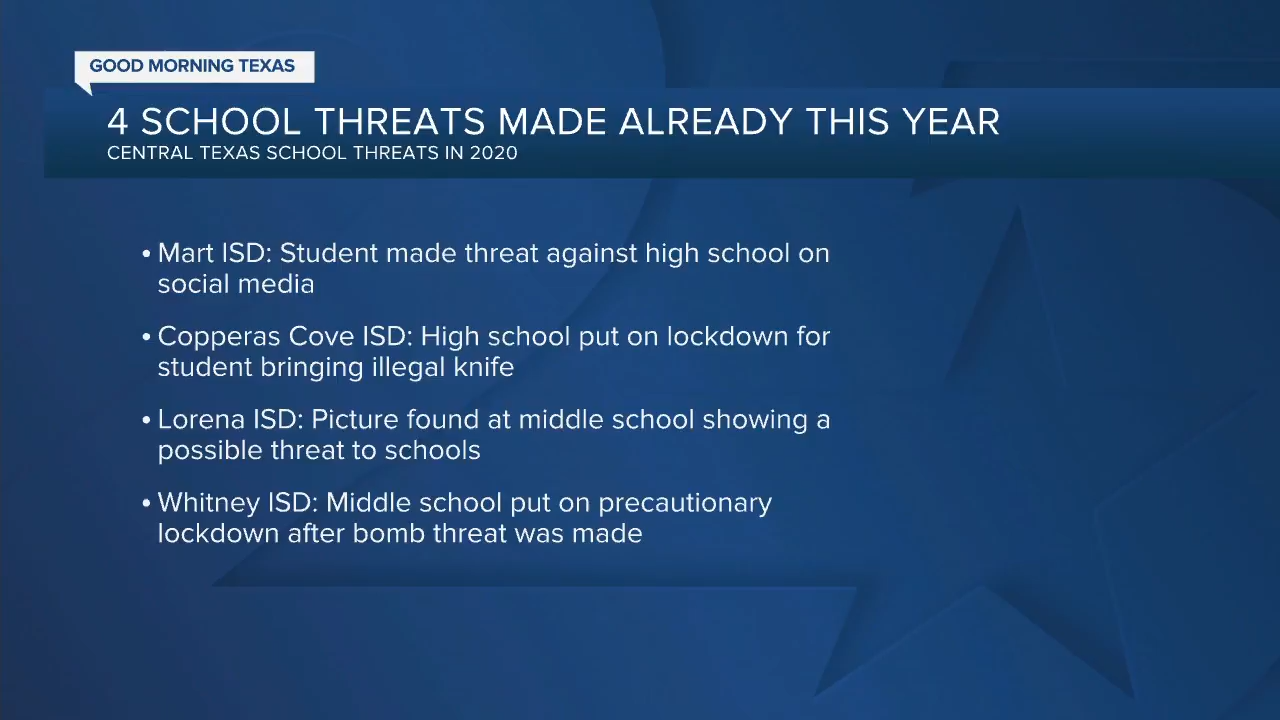 GOOD MORNING TEXAS
4 SCHOOL THREATS MADE ALREADY THIS YEAR
CENTRAL TEXAS SCHOOL THREATS IN 2020
• Mart ISD: Student made threat against high school on
social media
• Copperas Cove ISD: High school put on lockdown for
student bringing illegal knife
• Lorena ISD: Picture found at middle school showing a
possible threat to schools
• Whitney ISD: Middle school put on precautionary
lockdown after bomb threat was made